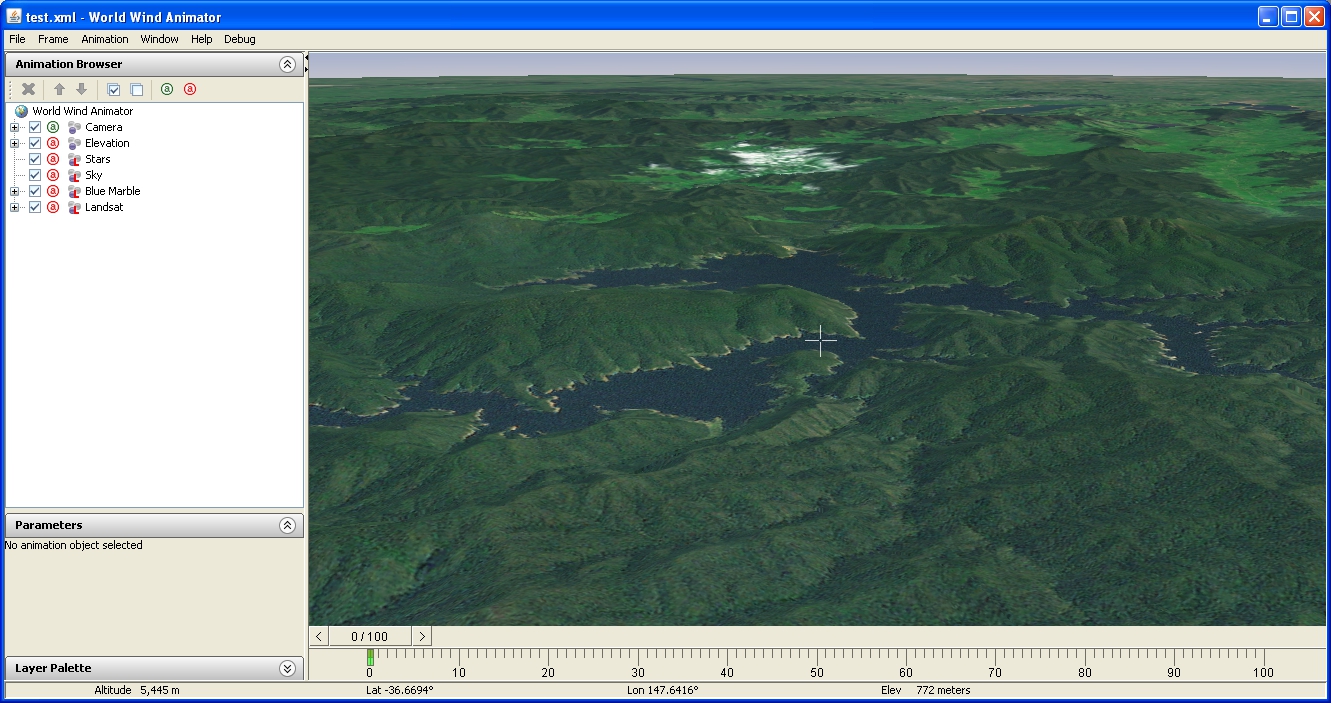 test.xml - World Wind Animator
File Frame Animation Window Help Debug
Animation Browser
a a
World Wind Animator
a Camera
a Elevation
a L Stars
a L Sky
a L Blue Marble
a L Landsat
Parameters
No animation object selected
Layer Palette
< 0 / 100 >
0 10 20 30 40 50 60 70 80 90 100
Altitude 5,445 m Lat -36.6694° Lon 147.6416° Elev 772 meters